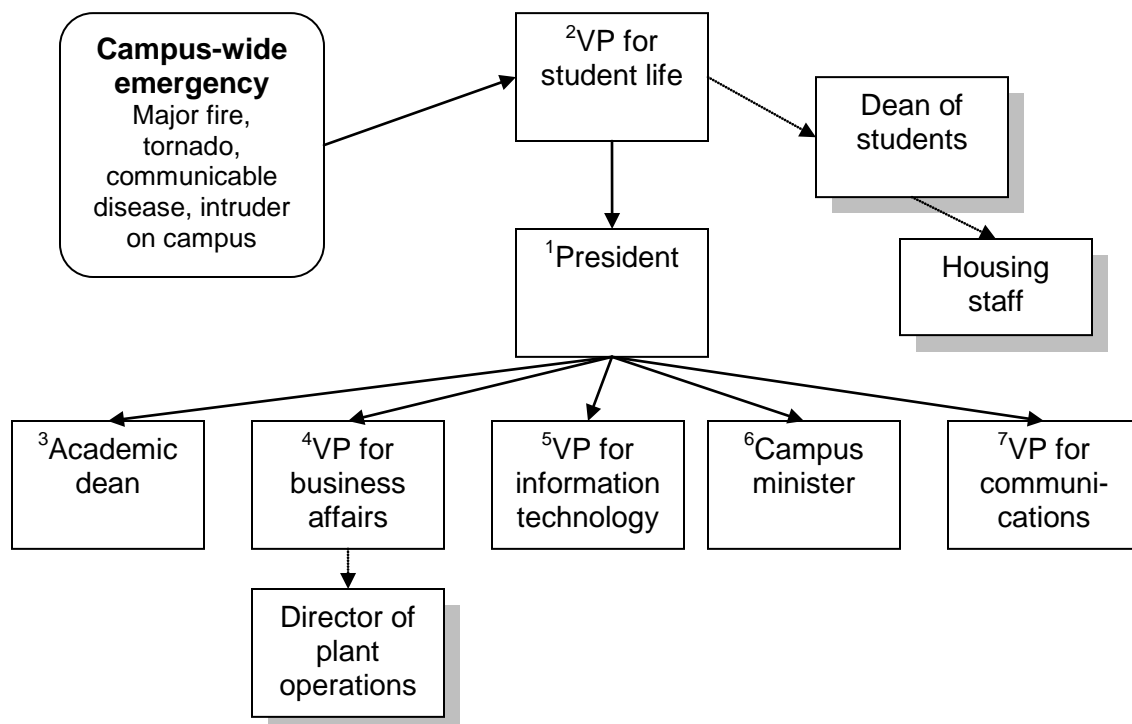 Campus-wide
emergency
Major fire,
tornado,
communicable
disease, intruder
on campus
²VP for
student life
Dean of
students
Housing
staff
¹President
³Academic
dean
⁴VP for
business
affairs
⁵VP for
information
technology
⁶Campus
minister
⁷VP for
communi-
cations
Director of
plant
operations